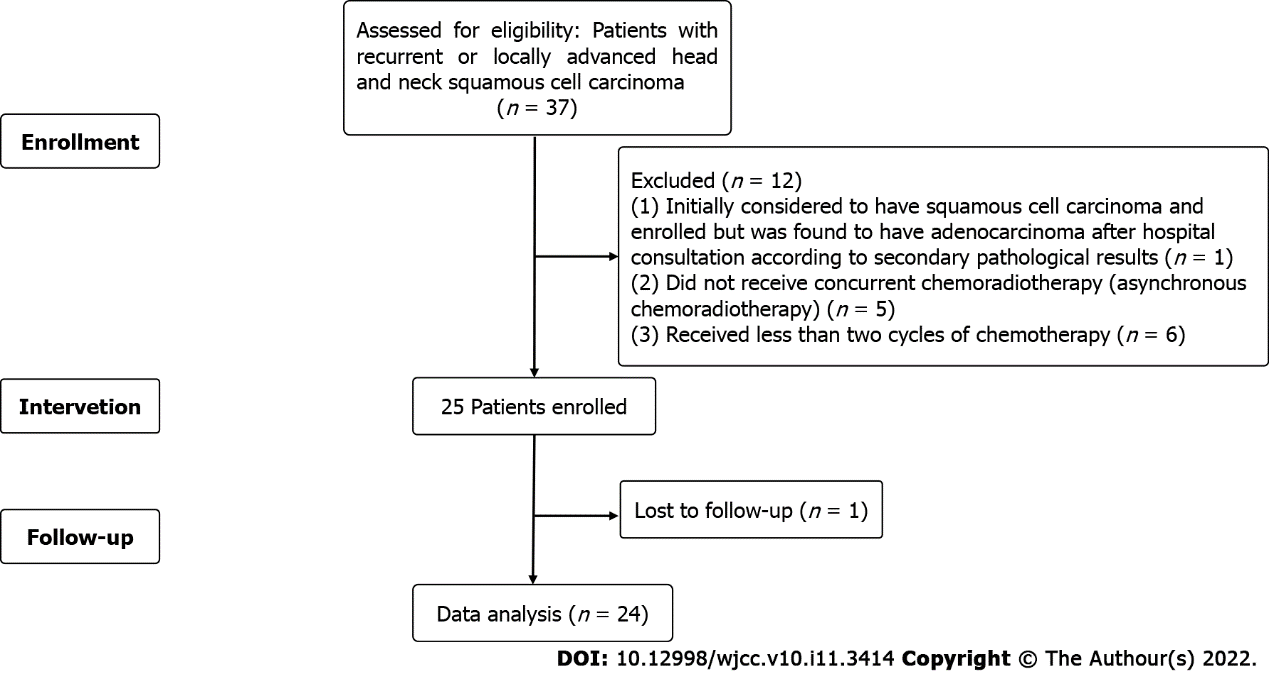 Assessed for eligibility: Patients with
recurrent or locally advanced head
and neck squamous cell carcinoma
(n = 37)
Enrollment
Excluded (n = 12)
(1) Initially considered to have squamous cell carcinoma and
enrolled but was found to have adenocarcinoma after hospital
consultation according to secondary pathological results (n = 1)
(2) Did not receive concurrent chemoradiotherapy (asynchronous
chemoradiotherapy) (n = 5)
(3) Received less than two cycles of chemotherapy (n = 6)
Intervetion
25 Patients enrolled
Lost to follow-up (n = 1)
Follow-up
Data analysis (n = 24)
DOI: 10.12998/wjcc.v10.i11.3414 Copyright © The Authour(s) 2022.